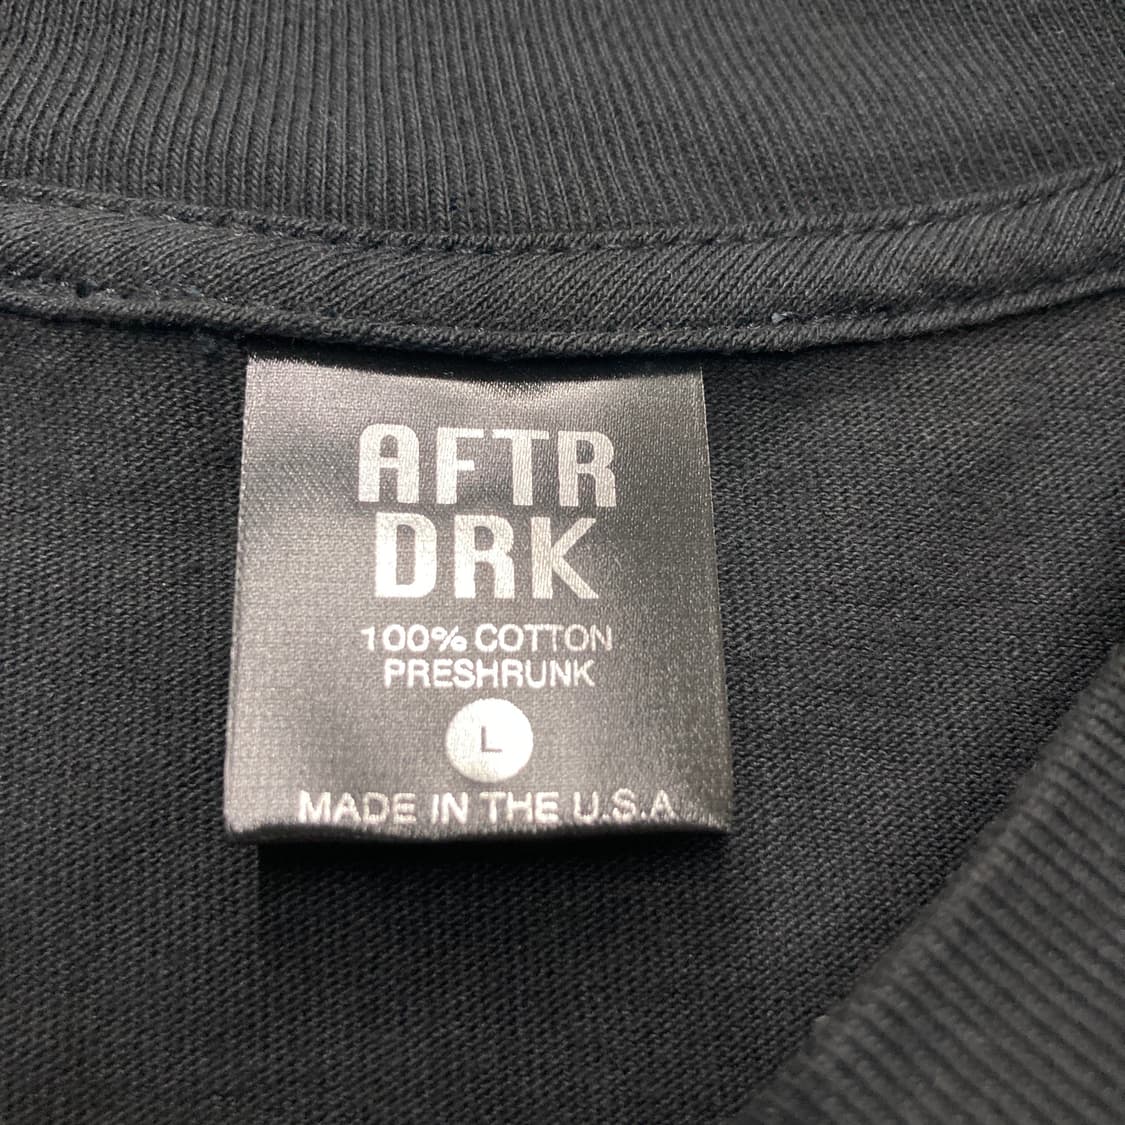 AFTR
DRK
100% COTTON
PRESHRUNK
L
MADE IN THE U.S.A